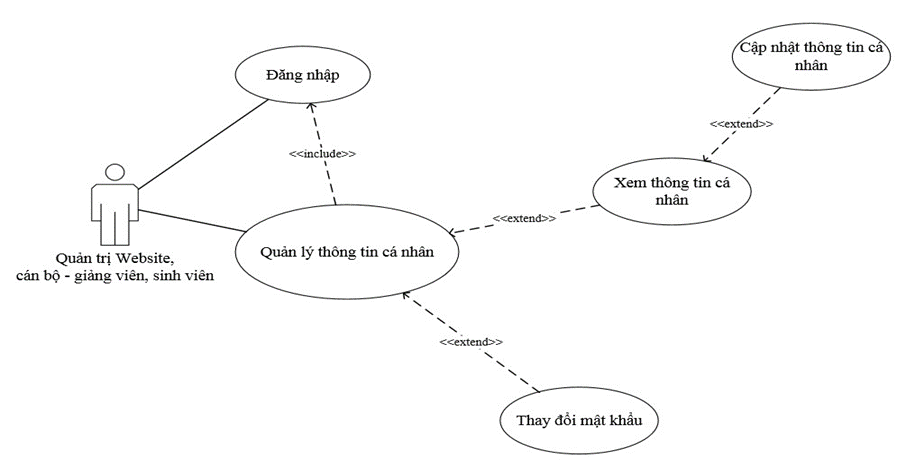 Cập nhật thông tin cá
nhân
Đăng nhập
<<extend>>
<<include>>
Xem thông tin cá
nhân
<<extend>>
Quản lý thông tin cá nhân
Quản trị Website,
cán bộ - giảng viên, sinh viên
<<extend>>
Thay đổi mật khẩu